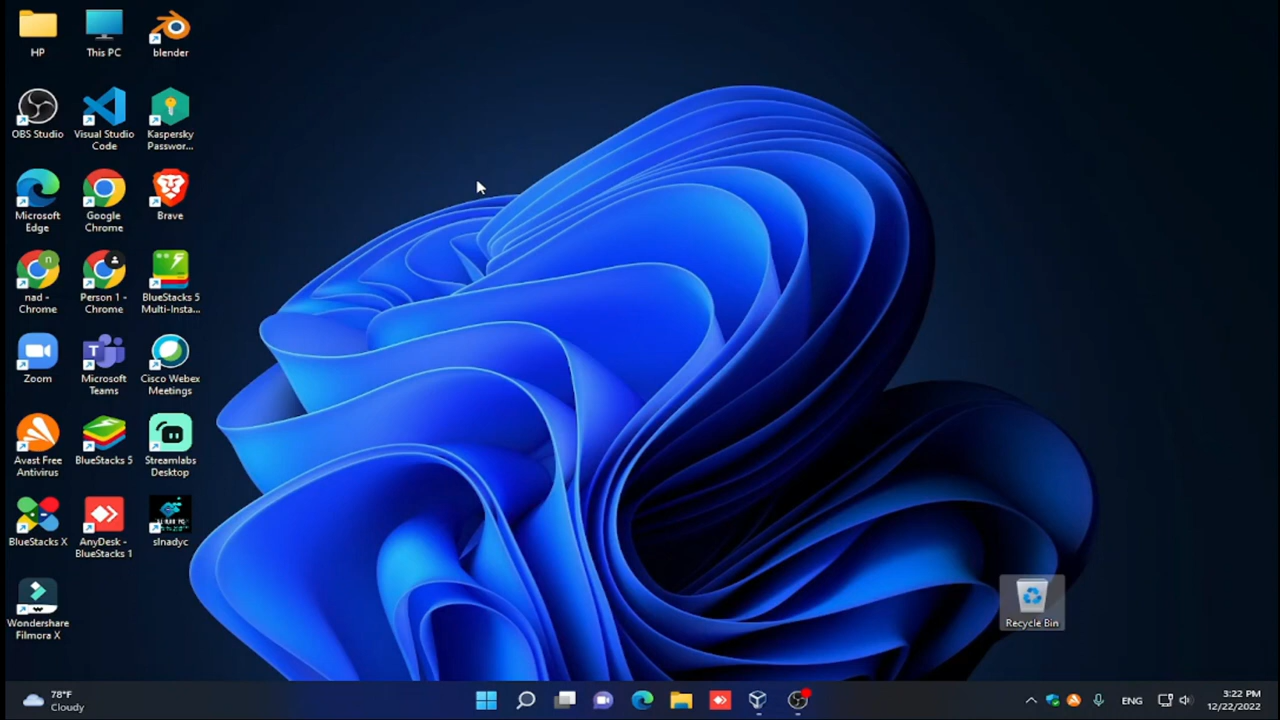 HP
This PC
blender
OBS Studio
Visual Studio
Code
Kaspersky
Passwor...
Microsoft
Edge
Google
Chrome
Brave
nad -
Chrome
Person 1 -
Chrome
BlueStacks 5
Multi-Insta...
Zoom
Microsoft
Teams
Cisco Webex
Meetings
Avast Free
Antivirus
BlueStacks 5
Streamlabs
Desktop
BlueStacks X
AnyDesk -
BlueStacks 1
slnadyc
Wondershare
Filmora X
Recycle Bin
78°F
Cloudy
ENG
3:22 PM
12/22/2022